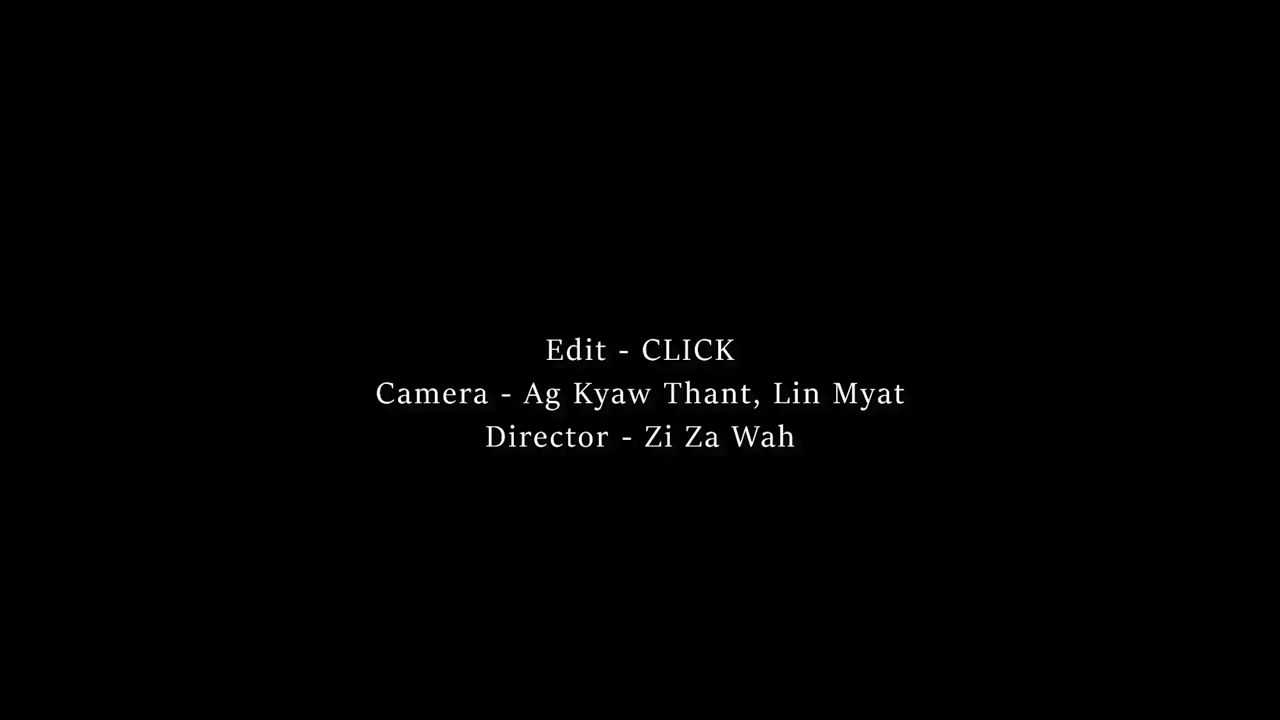 Edit - CLICK
Camera - Ag Kyaw Thant, Lin Myat
Director - Zi Za Wah